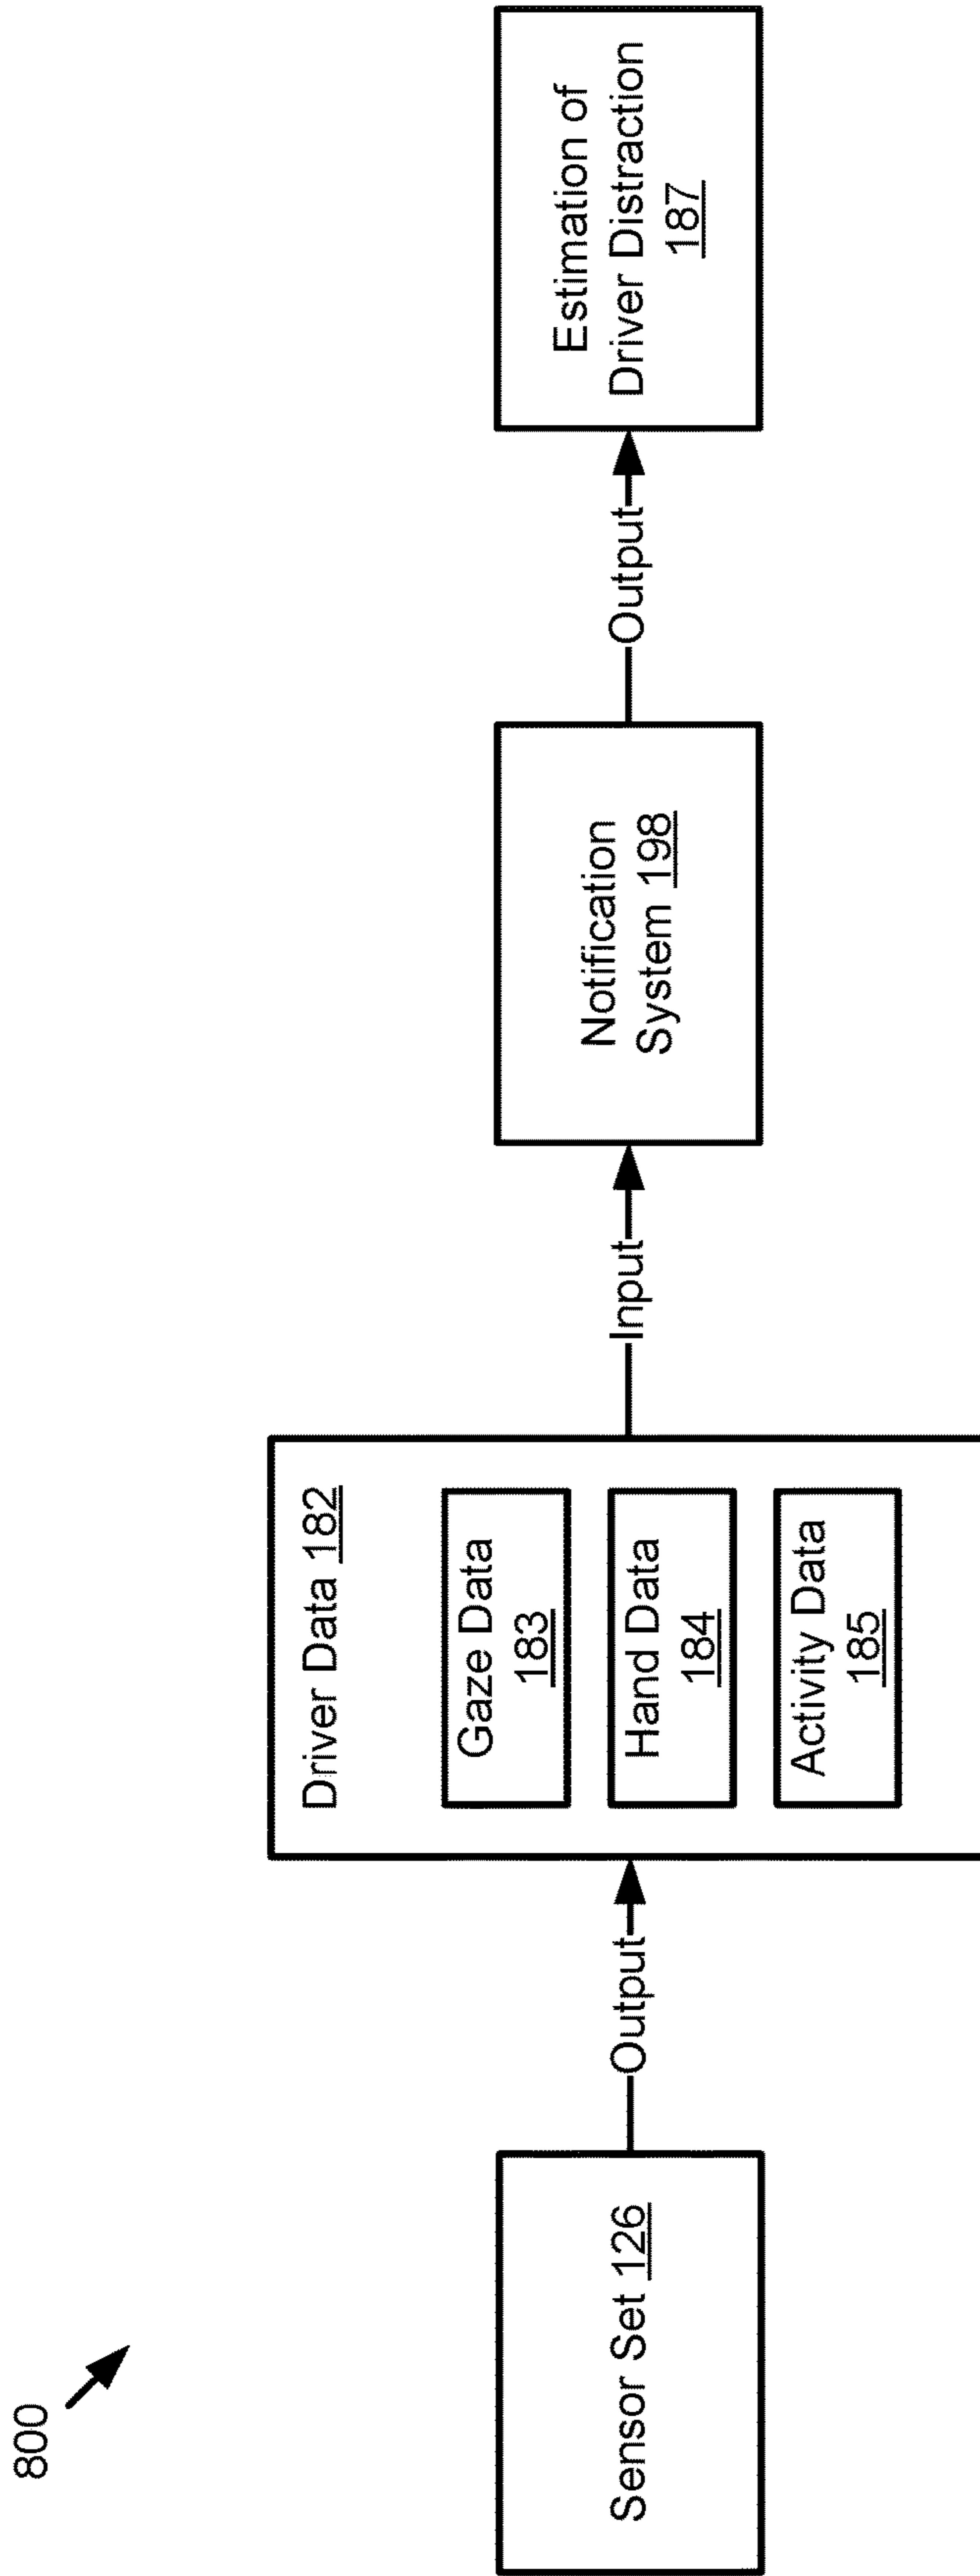 800
Sensor Set 126
Output
Driver Data 182
Gaze Data
183
Hand Data
184
Activity Data
185
Input
Notification
System 198
Output
Estimation of
Driver Distraction
187